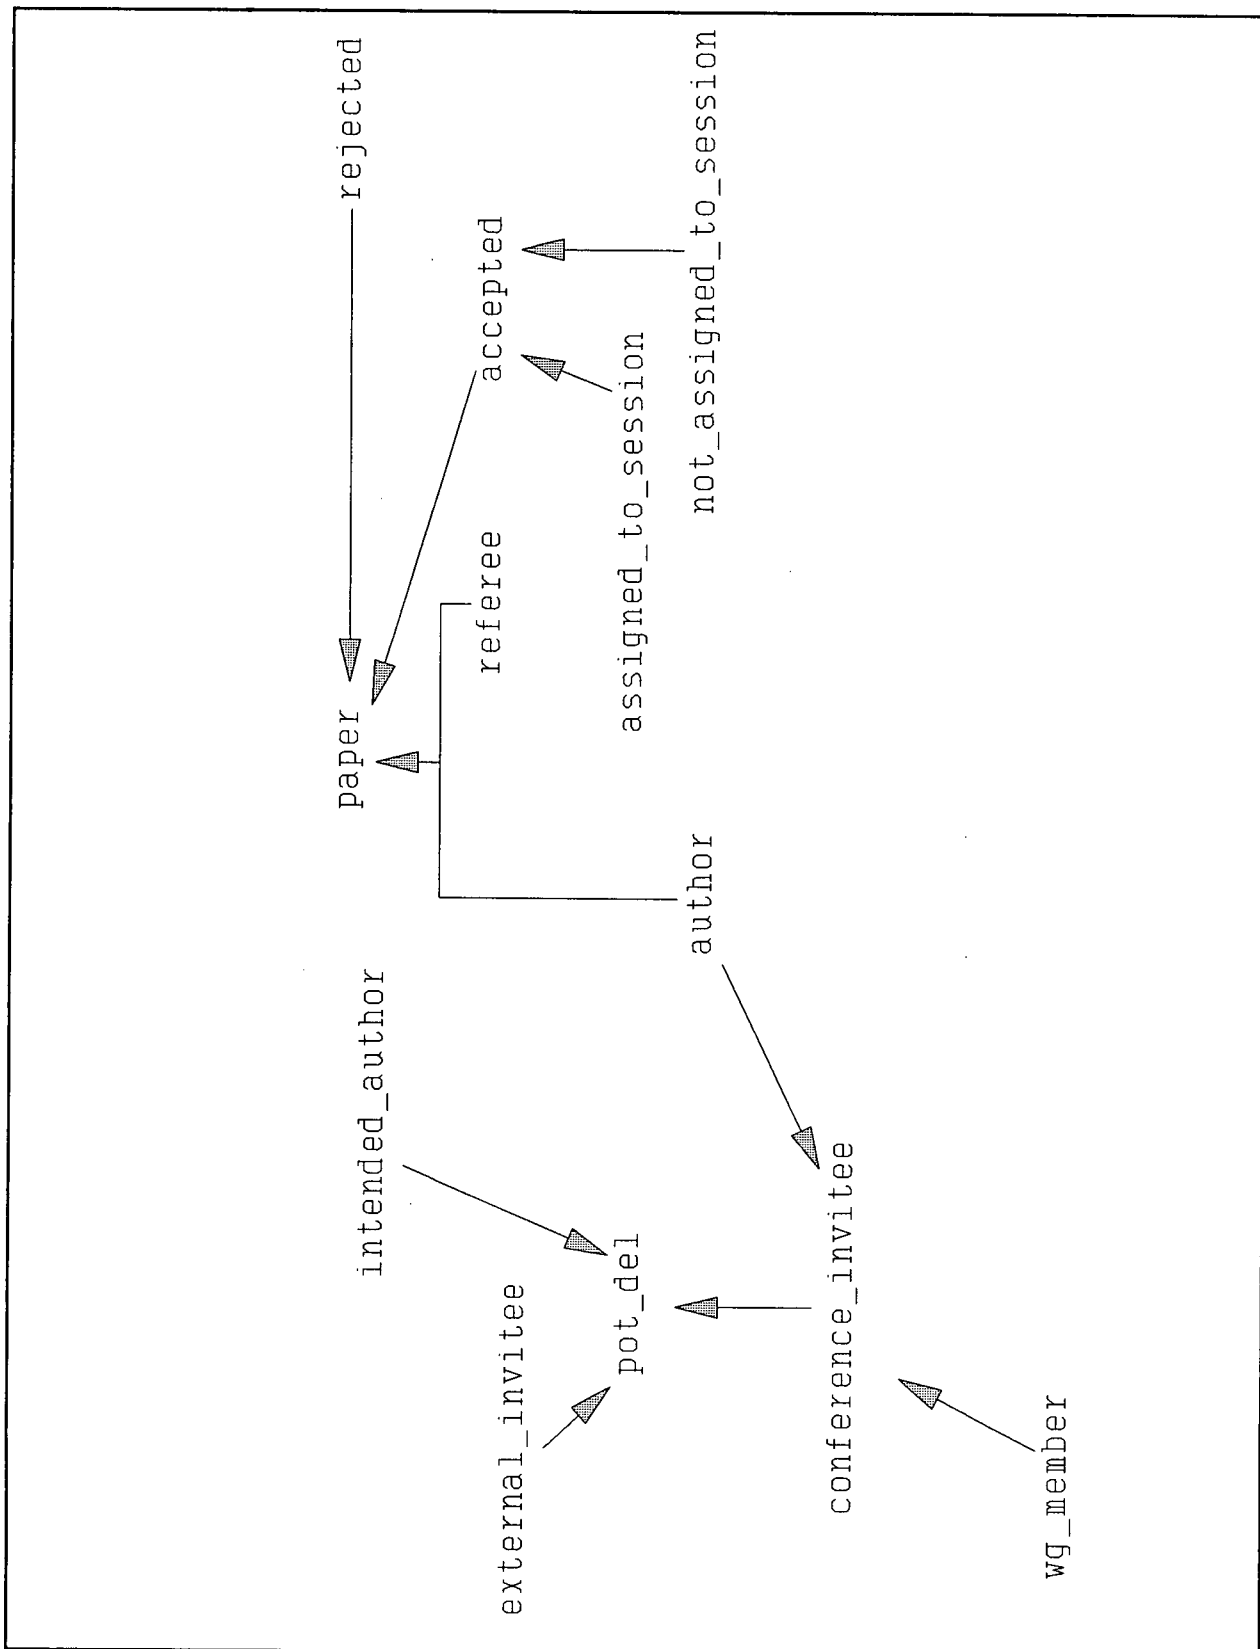 paper
rejected
intended_author
external_invitee
referee
accepted
pot_del
assigned_to_session
author
not_assigned_to_session
conference_invitee
wg_member